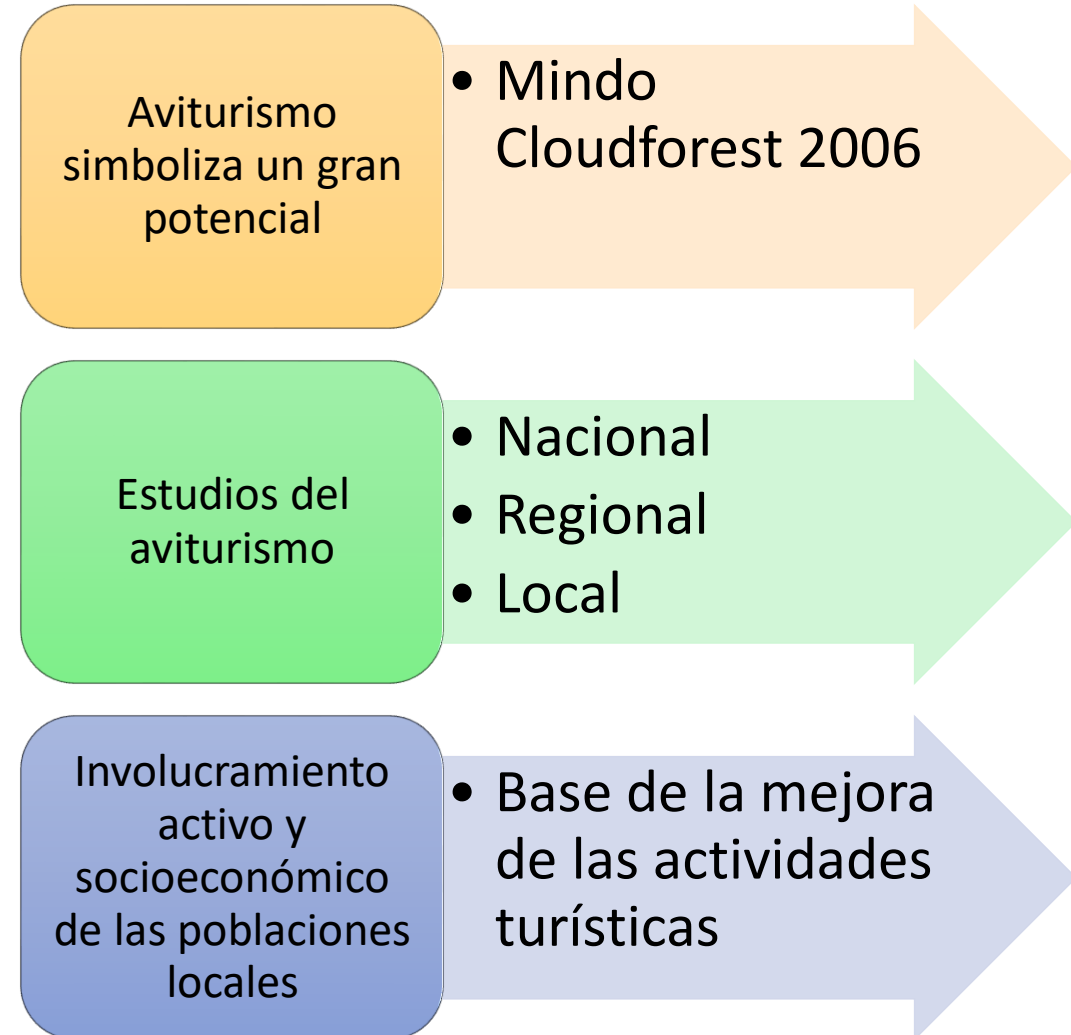 Aviturismo
simboliza un gran
potencial
• Mindo
Cloudforest 2006
Estudios del
aviturismo
• Nacional
• Regional
• Local
Involucramiento
activo y
socioeconómico
de las poblaciones
locales
• Base de la mejora
de las actividades
turísticas